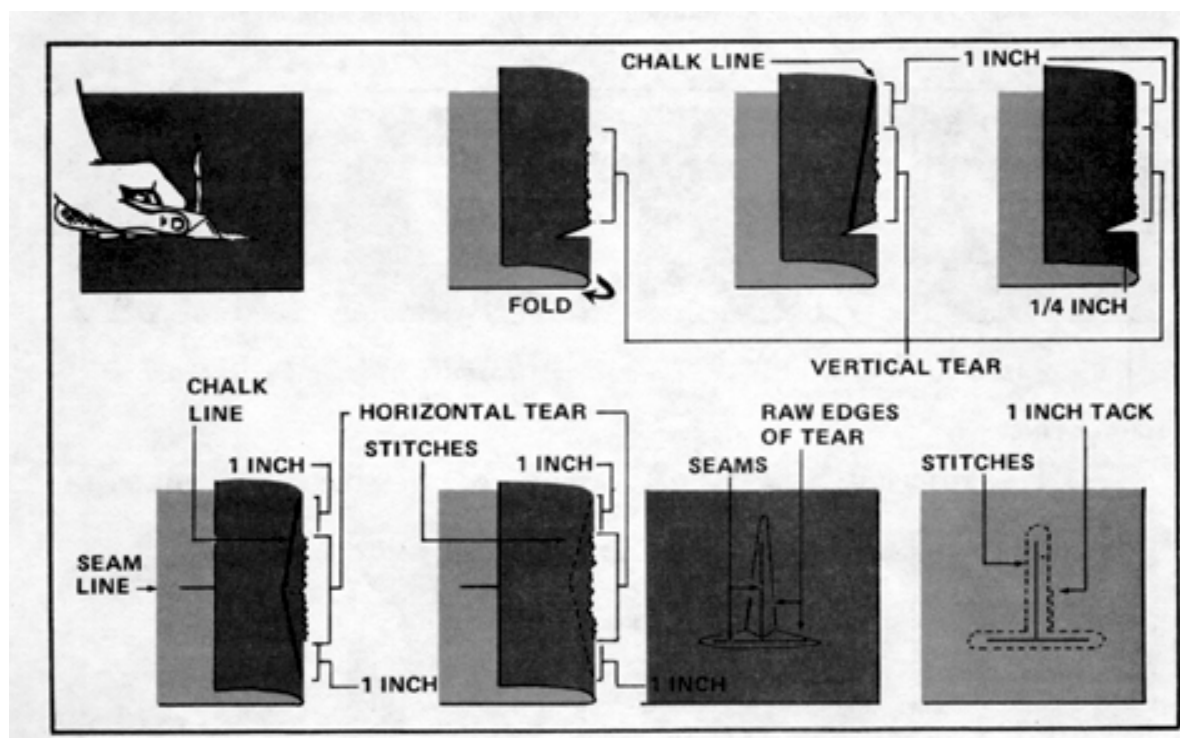 CHALK LINE
1 INCH
FOLD
1/4 INCH
VERTICAL TEAR
CHALK
LINE
HORIZONTAL TEAR
RAW EDGES
OF TEAR
1 INCH TACK
STITCHES
1 INCH
1 INCH
SEAMS
STITCHES
SEAM
LINE
1 INCH
1 INCH